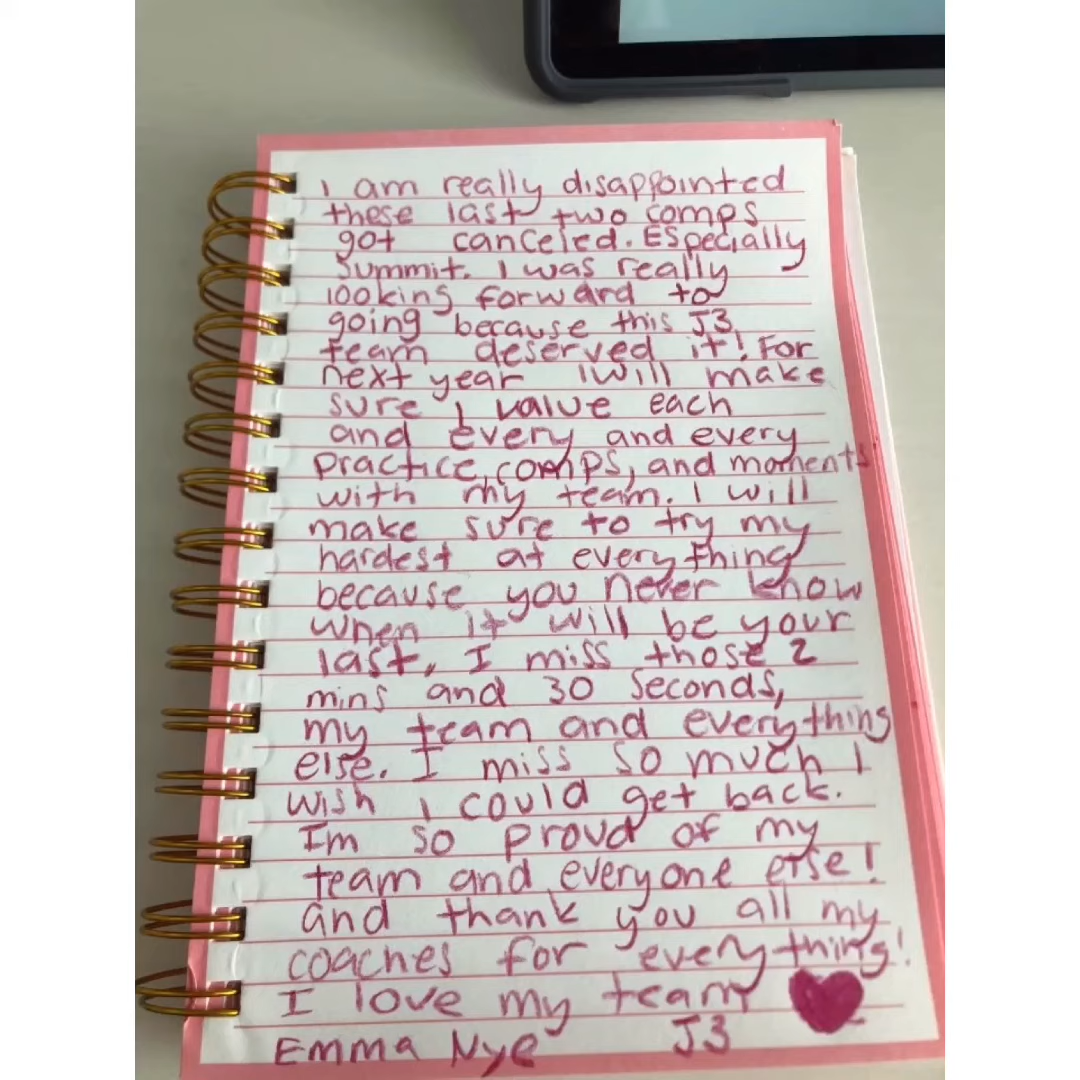 I am really disappointed
these last two comps
got canceled. Especially
Summit. I was really
looking forward to
going because this J3
team deserved it! For
next year I will make
sure I value each
and every and every
practice, comps, and moments
with my team. I will
make sure to try my
hardest at everything
because you never know
when it will be your
last. I miss those 2
mins and 30 seconds,
my team and everything
else. I miss so much I
wish I could get back.
Im so proud of my
team and everyone else!
and thank you all my
coaches for everything!
I love my team
Emma Nye J3